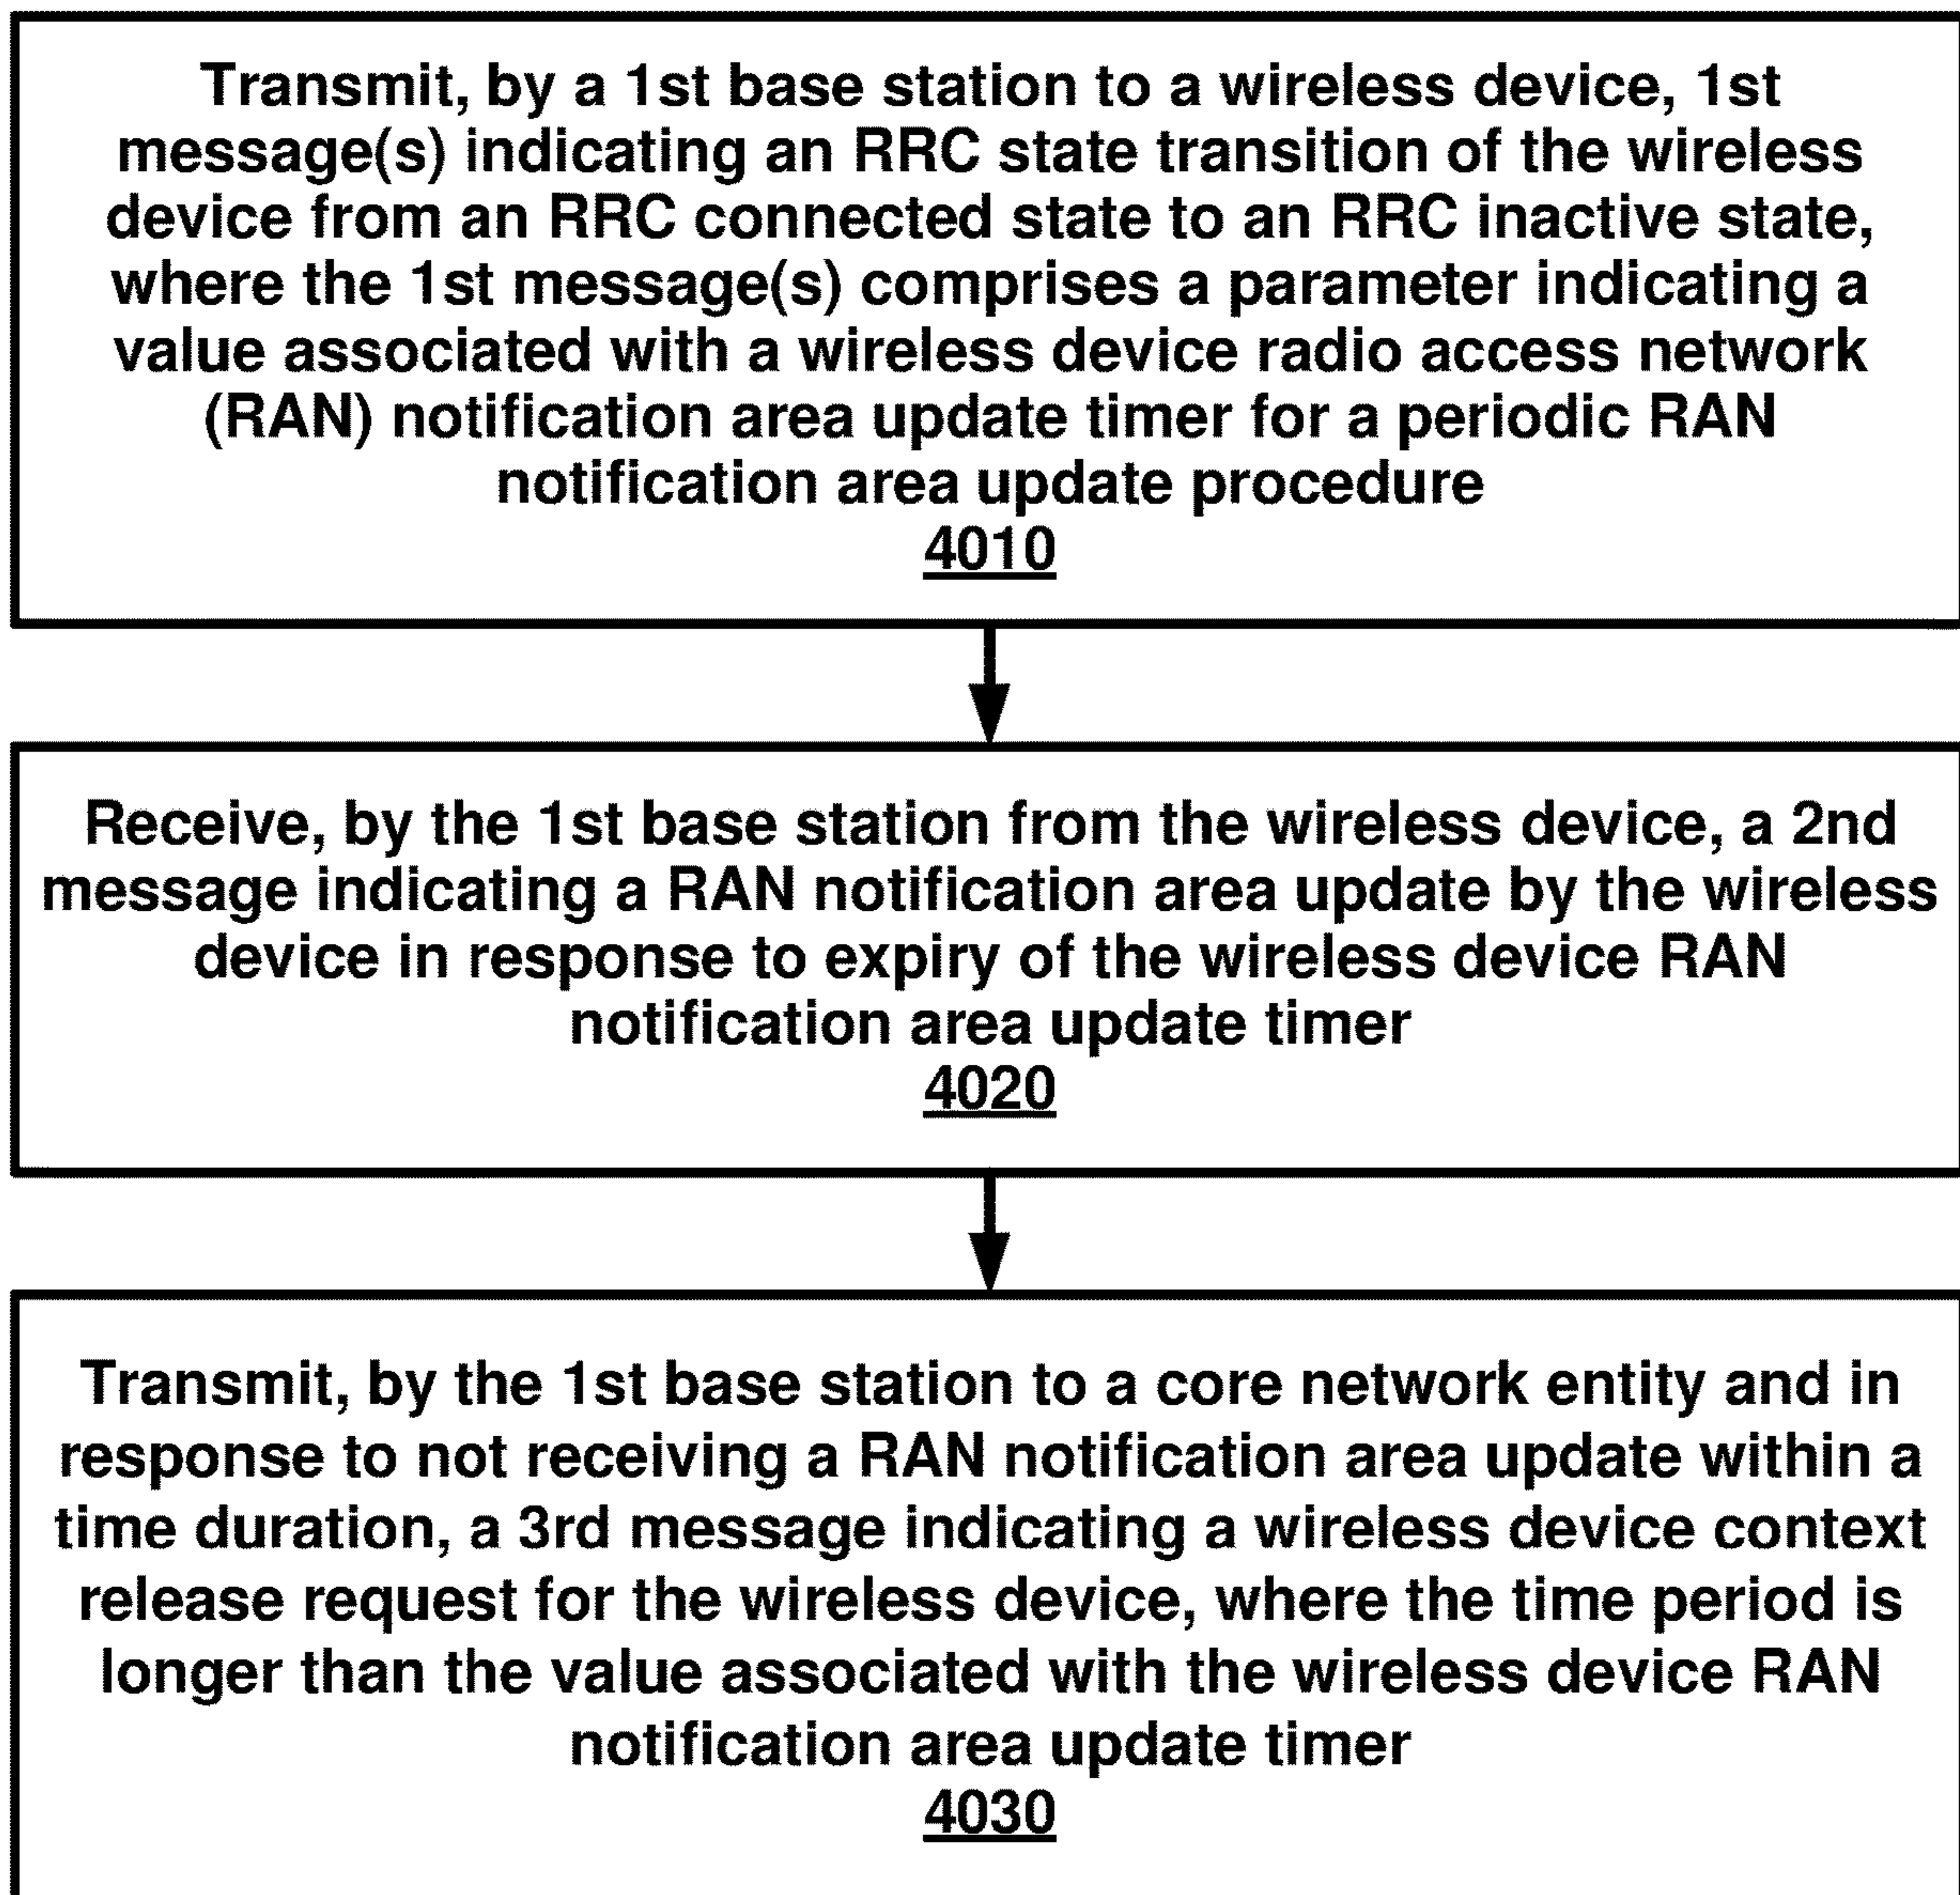 Transmit, by a 1st base station to a wireless device, 1st
message(s) indicating an RRC state transition of the wireless
device from an RRC connected state to an RRC inactive state,
where the 1st message(s) comprises a parameter indicating a
value associated with a wireless device radio access network
(RAN) notification area update timer for a periodic RAN
notification area update procedure
4010
Receive, by the 1st base station from the wireless device, a 2nd
message indicating a RAN notification area update by the wireless
device in response to expiry of the wireless device RAN
notification area update timer
4020
Transmit, by the 1st base station to a core network entity and in
response to not receiving a RAN notification area update within a
time duration, a 3rd message indicating a wireless device context
release request for the wireless device, where the time period is
longer than the value associated with the wireless device RAN
notification area update timer
4030